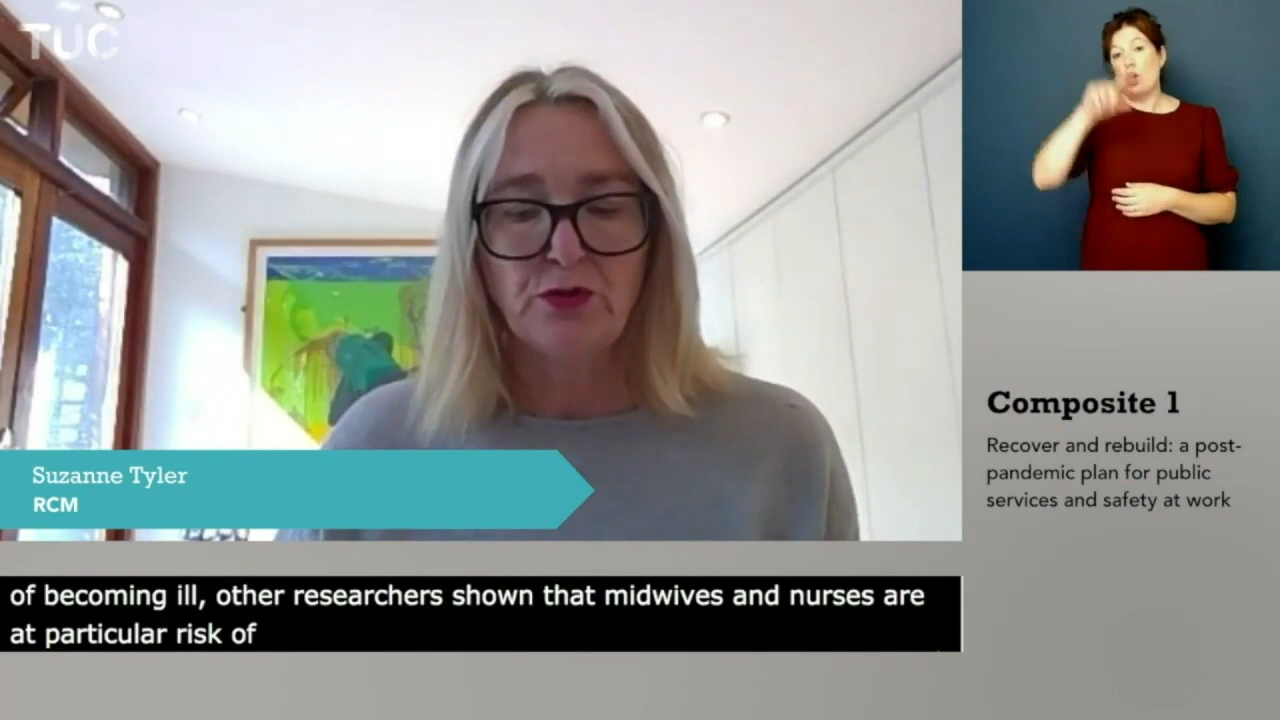 TUC
Suzanne Tyler
RCM
Composite 1
Recover and rebuild: a post-
pandemic plan for public
services and safety at work
of becoming ill, other researchers shown that midwives and nurses are
at particular risk of